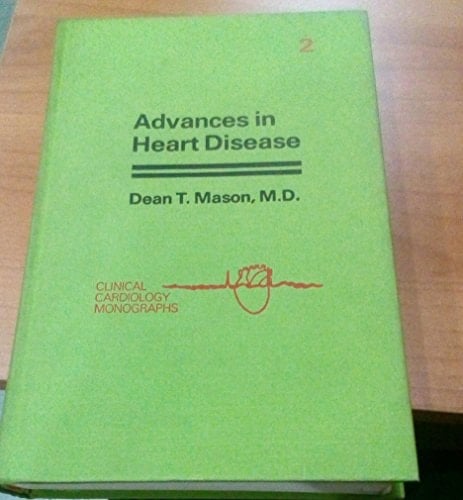 2
Advances in
Heart Disease
Dean T. Mason, M.D.
CLINICAL
CARDIOLOGY
MONOGRAPHS